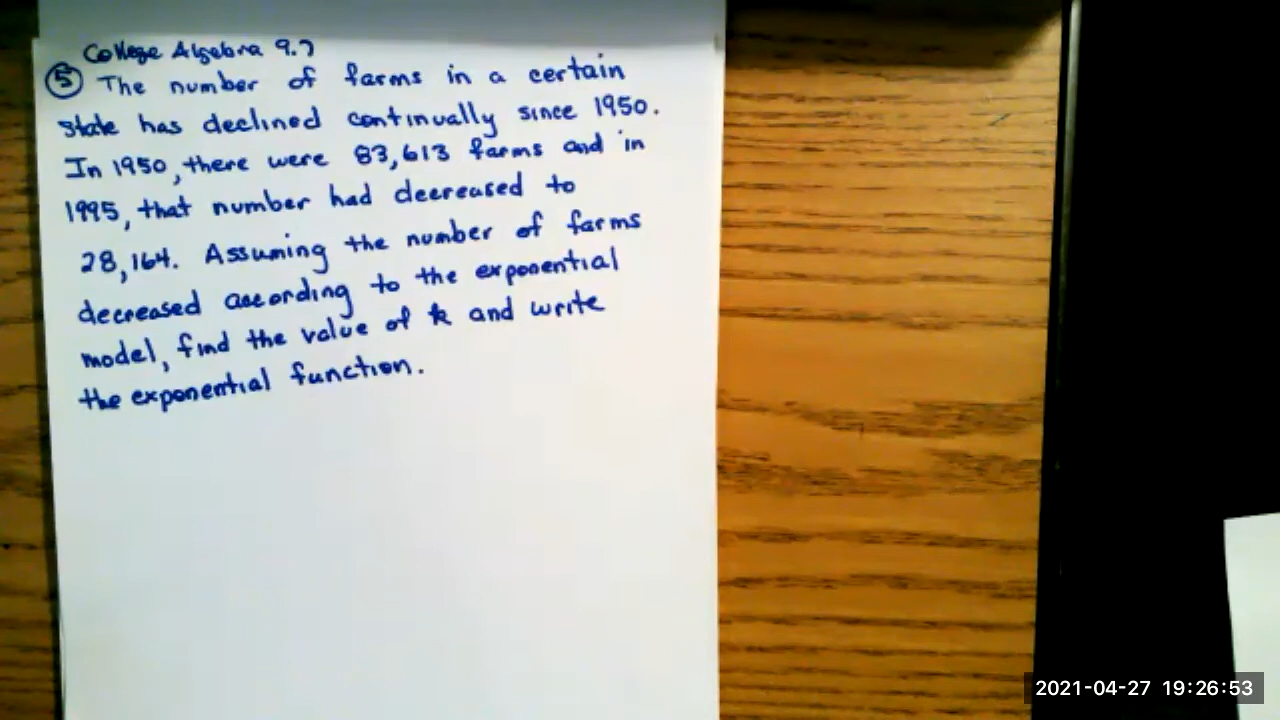 College Algebra 9.7
⑤ The number of farms in a certain
state has declined continually since 1950.
In 1950, there were 83,613 farms and in
1995, that number had decreased to
28,164. Assuming the number of farms
decreased according to the exponential
model, find the value of k and write
the exponential function.
2021-04-27 19:26:53